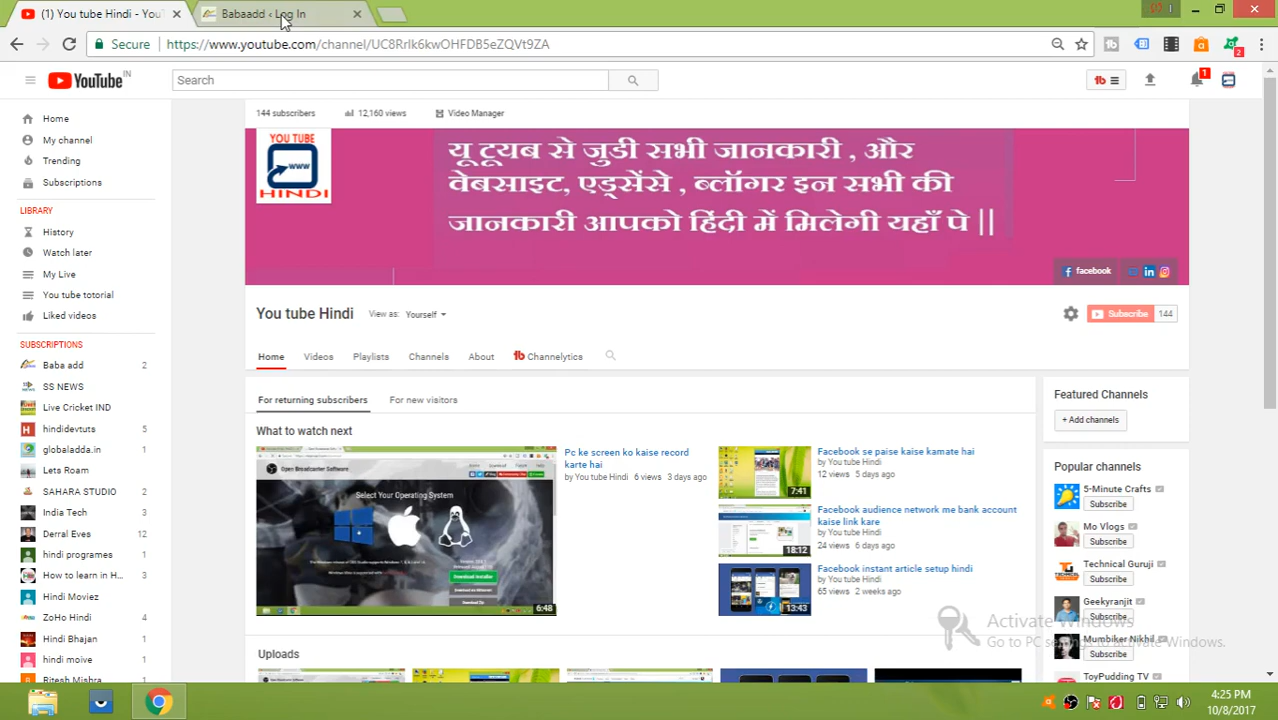 (1) You tube Hindi - You
Babaadd ‹ Log In
Secure
https://www.youtube.com/channel/UC8Rrlk6kwOHFDB5eZQVt9ZA
2
YouTube IN
Search
1
Home
My channel
Trending
Subscriptions
LIBRARY
History
Watch later
My Live
You tube totorial
Liked videos
SUBSCRIPTIONS
Baba add 2
SS NEWS
Live Cricket IND
hindidevtuts 5
globaladda.in 1
Lets Roam
SAHARA STUDIO 2
India Tech 3
Derral Eves 12
hindi programes 1
How to learn in H... 3
Hindi Moviez
ZoHo Hindi 4
Hindi Bhajan 1
hindi moive 1
Ritesh Mishra
144 subscribers
12,160 views
Video Manager
YOU TUBE
www
HINDI
यू टूयब से जुडी सभी जानकारी , और
वेबसाइट, एड्सेंसे , ब्लॉगर इन सभी की
जानकारी आपको हिंदी में मिलेगी यहाँ पे ||
facebook
You tube Hindi
View as: Yourself
Subscribe 144
Home
Videos
Playlists
Channels
About
Channelytics
For returning subscribers
For new visitors
What to watch next
Open Broadcaster Software
Select Your Operating System
Download Installer
6:48
Pc ke screen ko kaise record
karte hai
by You tube Hindi 6 views 3 days ago
7:41
Facebook se paise kaise kamate hai
by You tube Hindi
12 views 5 days ago
18:12
Facebook audience network me bank account
kaise link kare
by You tube Hindi
24 views 6 days ago
13:43
Facebook instant article setup hindi
by You tube Hindi
65 views 2 weeks ago
Uploads
Featured Channels
+ Add channels
Popular channels
5-Minute Crafts
Subscribe
Mo Vlogs
Subscribe
Technical Guruji
Subscribe
Geekyranjit
Subscribe
Mumbiker Nikhil
Subscribe
ToyPudding TV
Activate Windows
Go to PC settings to activate Windows.
4:25 PM
10/8/2017